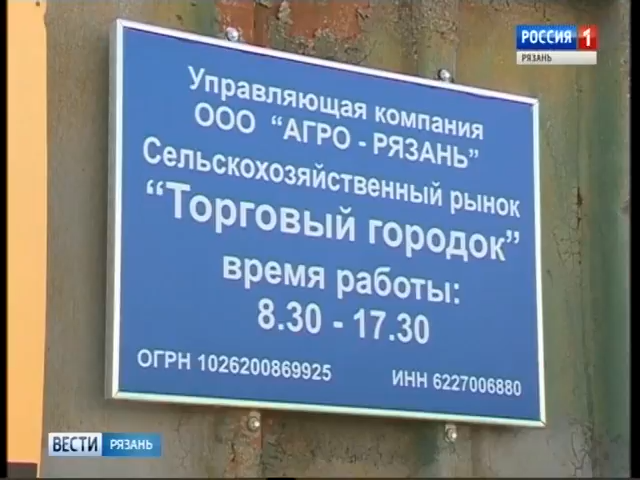 РОССИЯ 1
РЯЗАНЬ
Управляющая компания
ООО "АГРО - РЯЗАНЬ"
Сельскохозяйственный рынок
"Торговый городок"
время работы:
8.30 - 17.30
ОГРН 1026200869925
ИНН 6227006880
ВЕСТИ РЯЗАНЬ